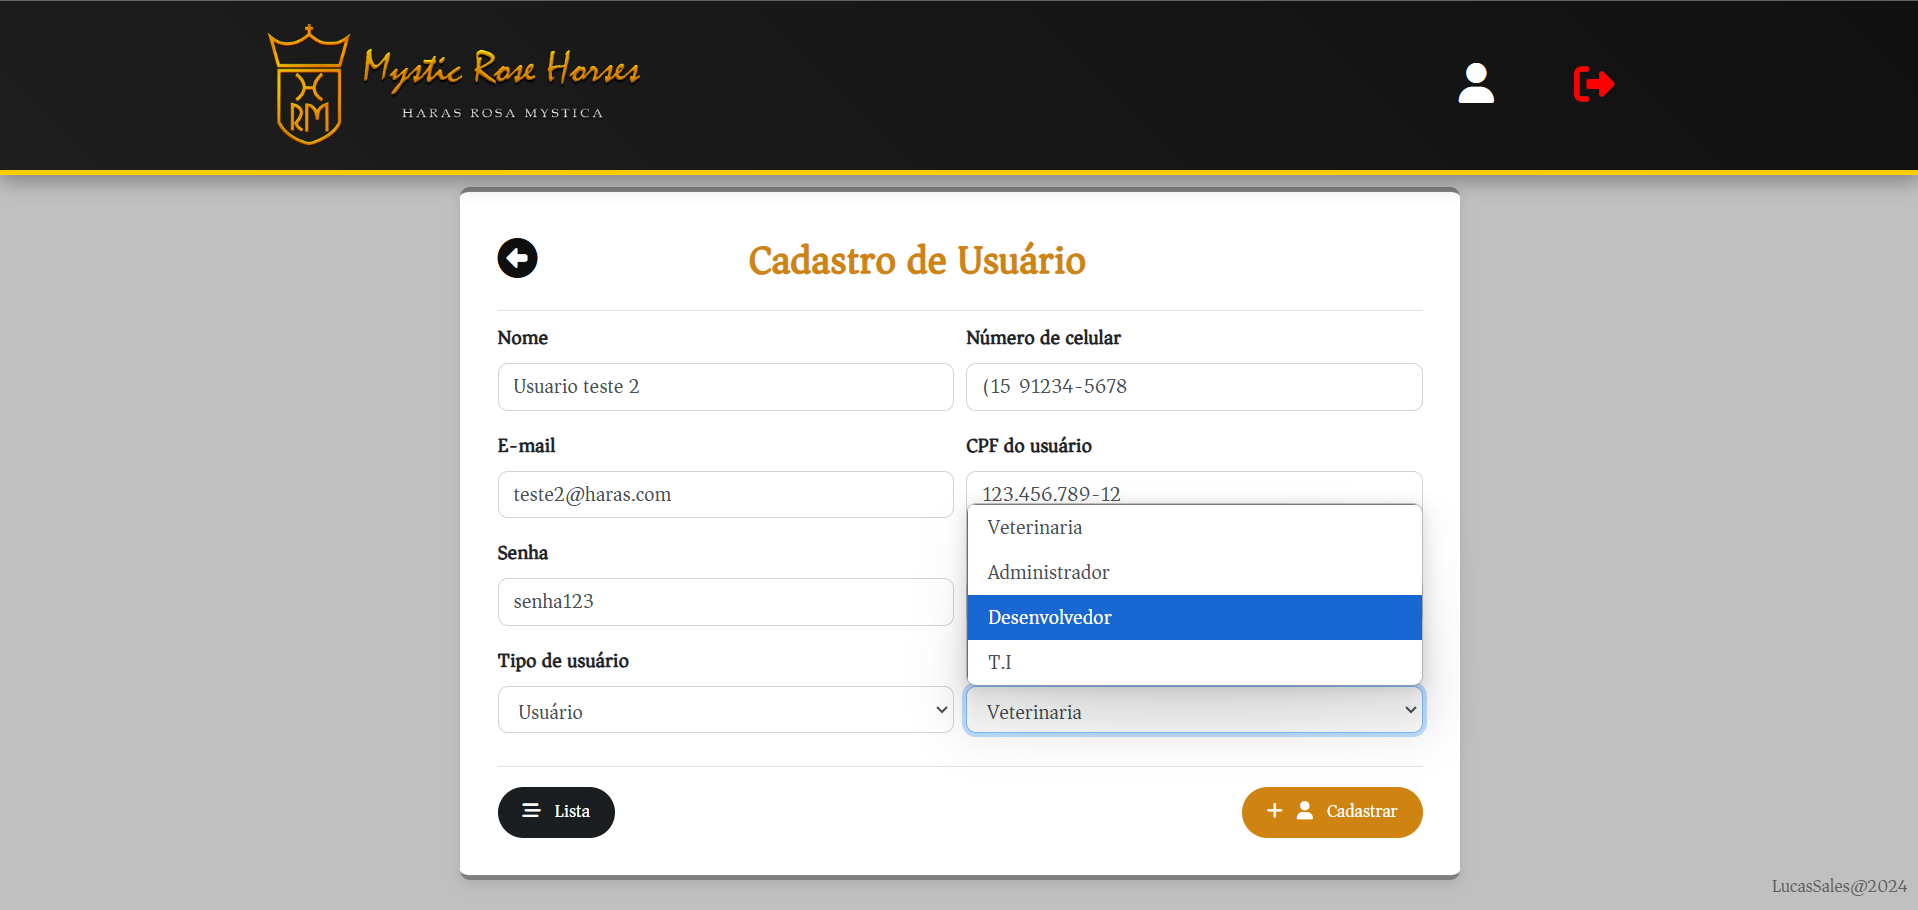 Mystic Rose Horses
HARAS ROSA MYSTICA
HRM
Cadastro de Usuário
Nome
Número de celular
Usuario teste 2
(15 91234-5678
E-mail
CPF do usuário
teste2@haras.com
123.456.789-12
Senha
senha123
Veterinaria
Administrador
Desenvolvedor
T.I
Tipo de usuário
Usuário
Veterinaria
Lista
Cadastrar
LucasSales@2024